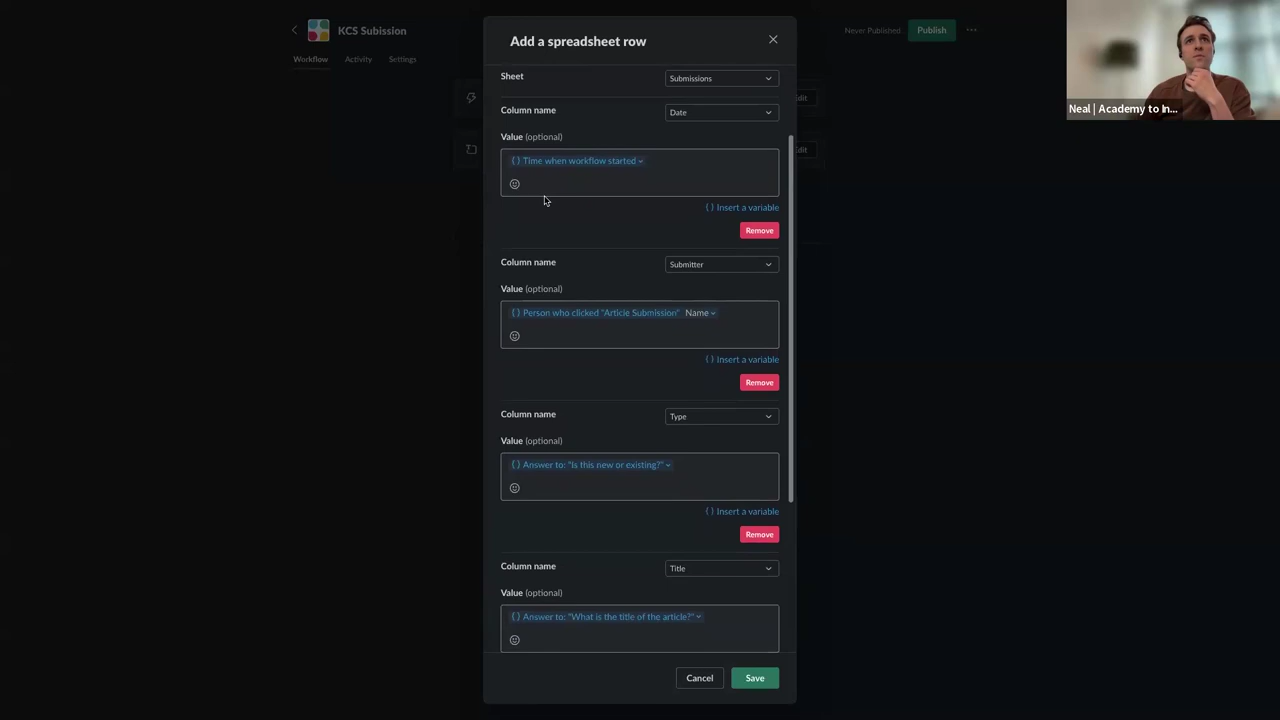 KCS Subission
Never Published
Publish
Workflow
Activity
Settings
Add a spreadsheet row
Sheet
Submissions
Column name
Date
Value (optional)
{} Time when workflow started
{} Insert a variable
Remove
Column name
Submitter
Value (optional)
{} Person who clicked "Article Submission" Name
{} Insert a variable
Remove
Column name
Type
Value (optional)
{} Answer to: "Is this new or existing?"
{} Insert a variable
Remove
Column name
Title
Value (optional)
{} Answer to: "What is the title of the article?"
Cancel
Save
Edit
Edit
Neal | Academy to In...